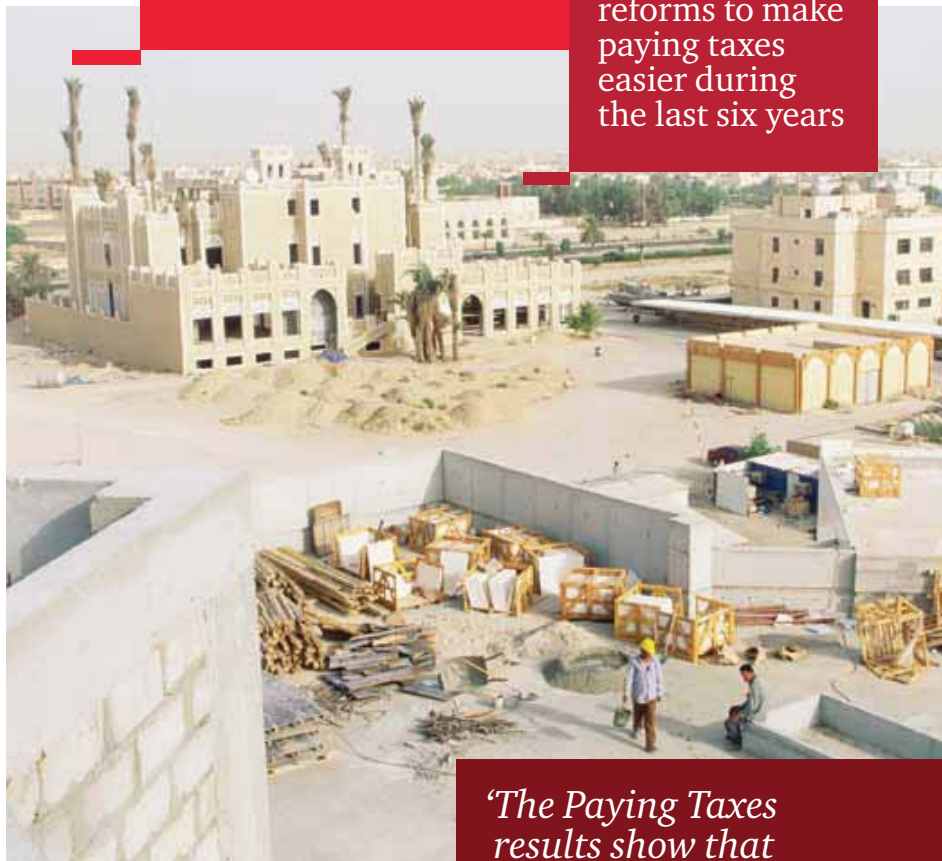 reforms to make
paying taxes
easier during
the last six years
‘The Paying Taxes
results show that